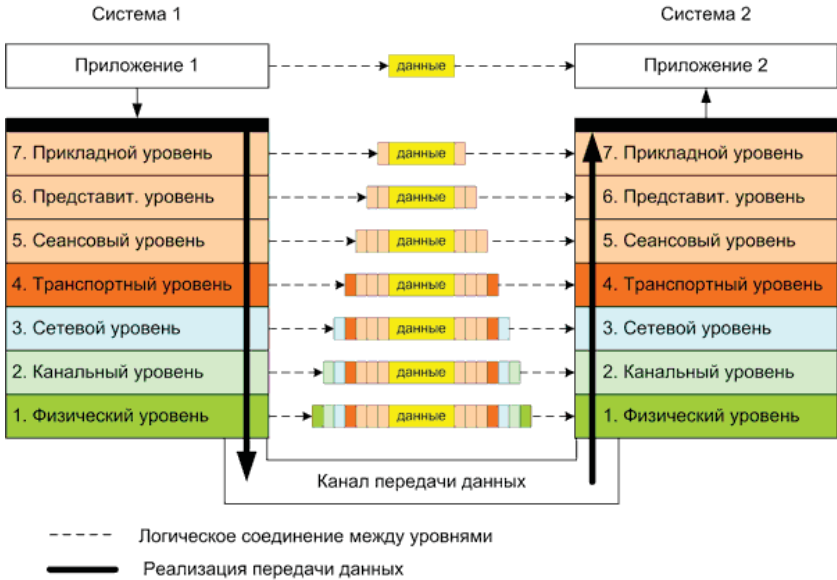 Система 1
Система 2
Приложение 1
данные
Приложение 2
7. Прикладной уровень
данные
7. Прикладной уровень
6. Представит. уровень
данные
6. Представит. уровень
5. Сеансовый уровень
данные
5. Сеансовый уровень
4. Транспортный уровень
данные
4. Транспортный уровень
3. Сетевой уровень
данные
3. Сетевой уровень
2. Канальный уровень
данные
2. Канальный уровень
1. Физический уровень
данные
1. Физический уровень
Канал передачи данных
Логическое соединение между уровнями
Реализация передачи данных